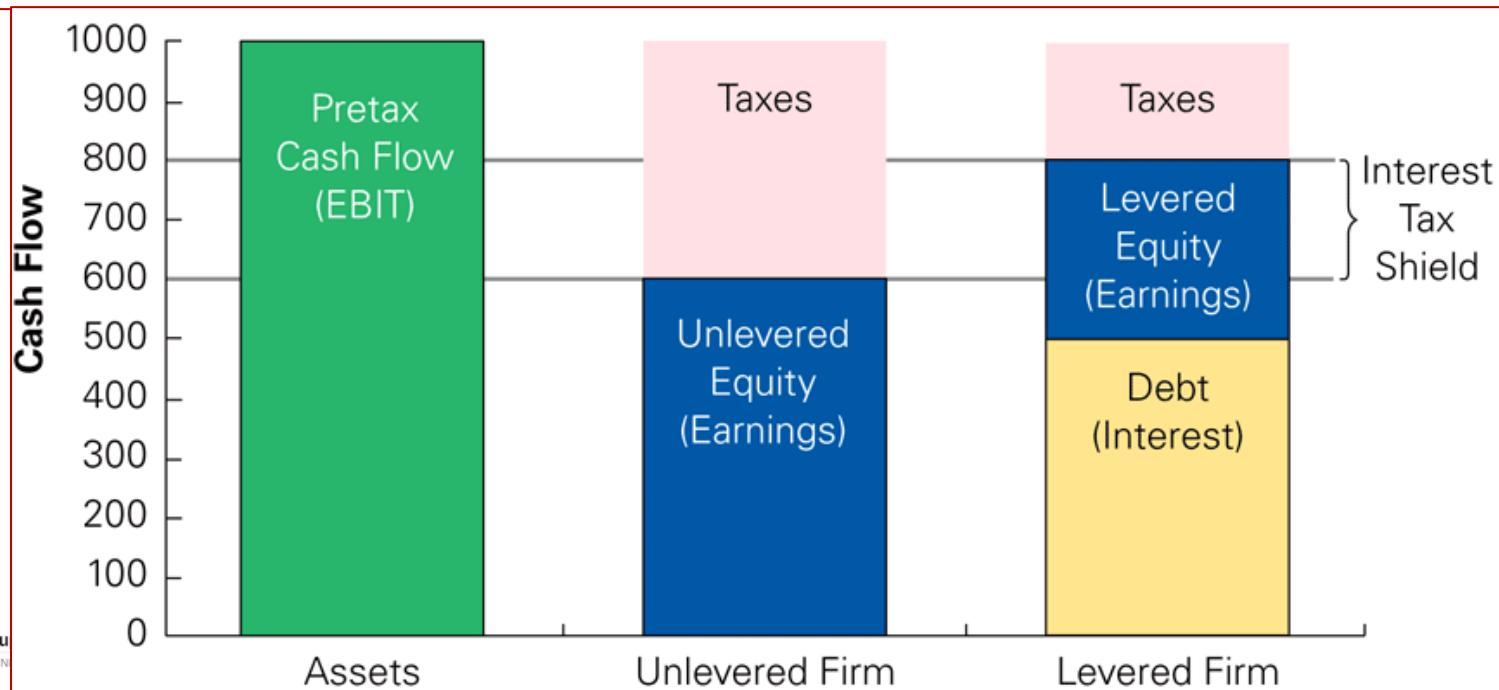 1000
900
800
700
600
500
400
300
200
100
0
Cash Flow
Pretax
Cash Flow
(EBIT)
Taxes
Unlevered
Equity
(Earnings)
Taxes
Levered
Equity
(Earnings)
Debt
(Interest)
Interest
Tax
Shield
Assets
Unlevered Firm
Levered Firm